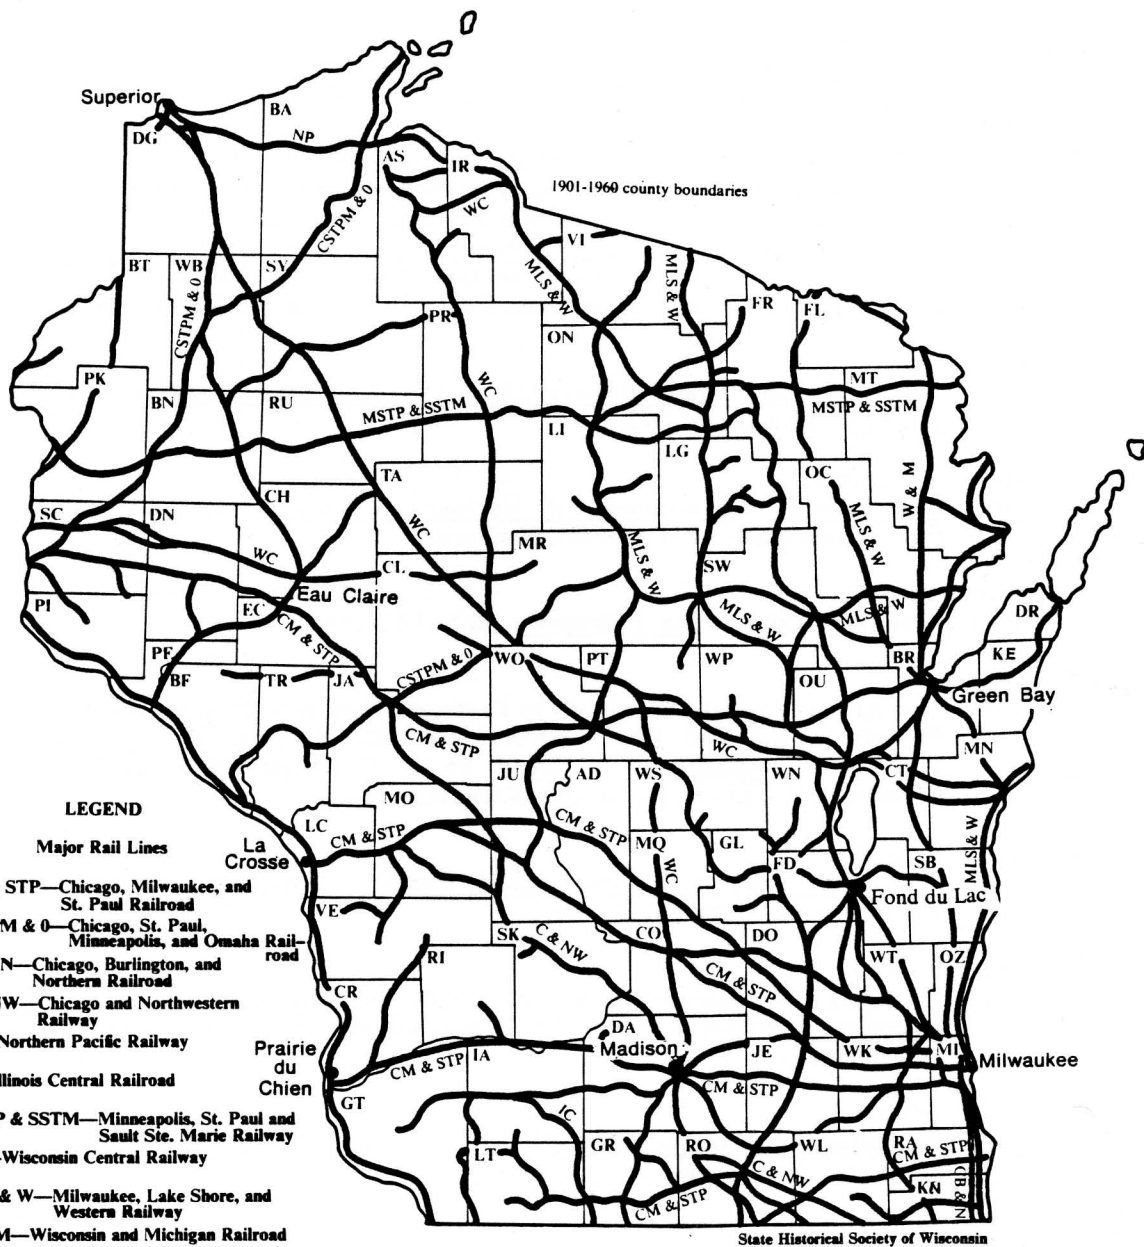 Superior
BA
DG
NP
AS
IR
1901-1960 county boundaries
CSTPM & 0
WC
VI
BT
WB
SY
MLS & W
MLS & W
CSTPM & 0
PR
FR
FL
ON
PK
WC
MT
BN
RU
MSTP & SSTM
MSTP & SSTM
LI
LG
TA
OC
W & M
CH
SC
DN
WC
MLS & W
WC
MR
CL
MLS & W
SW
Eau Claire
PI
EC
CM & STP
MLS & W
MLS & W
DR
PF
BF
TR
JA
CSTPM & 0
WO
PT
WP
BR
KE
OU
Green Bay
CM & STP
WC
MN
JU
AD
WS
WN
CT
MO
LEGEND
LC
CM & STP
CM & STP
Major Rail Lines
La
Crosse
MQ
GL
WC
FD
SB
MLS & W
STP—Chicago, Milwaukee, and
St. Paul Railroad
Fond du Lac
PM & 0—Chicago, St. Paul,
Minneapolis, and Omaha Rail-
road
VE
SK
C & NW
CO
DO
N—Chicago, Burlington, and
Northern Railroad
RI
WT
OZ
CM & STP
NW—Chicago and Northwestern
Railway
CR
Northern Pacific Railway
DA
Prairie
du
Chien
CM & STP
IA
Madison
JE
WK
MI
Milwaukee
Illinois Central Railroad
GT
CM & STP
IC
P & SSTM—Minneapolis, St. Paul and
Sault Ste. Marie Railway
LT
GR
RO
WL
RA
CM & STP
—Wisconsin Central Railway
C & NW
KN
CB & N
& W—Milwaukee, Lake Shore, and
Western Railway
CM & STP
M—Wisconsin and Michigan Railroad
State Historical Society of Wisconsin